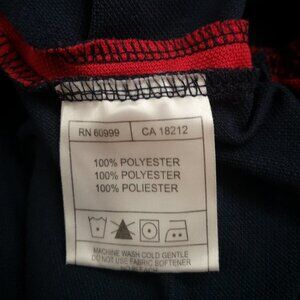 RN 60999 CA 18212
100% POLYESTER
100% POLYESTER
100% POLIESTER
MACHINE WASH COLD GENTLE
DO NOT USE FABRIC SOFTENER